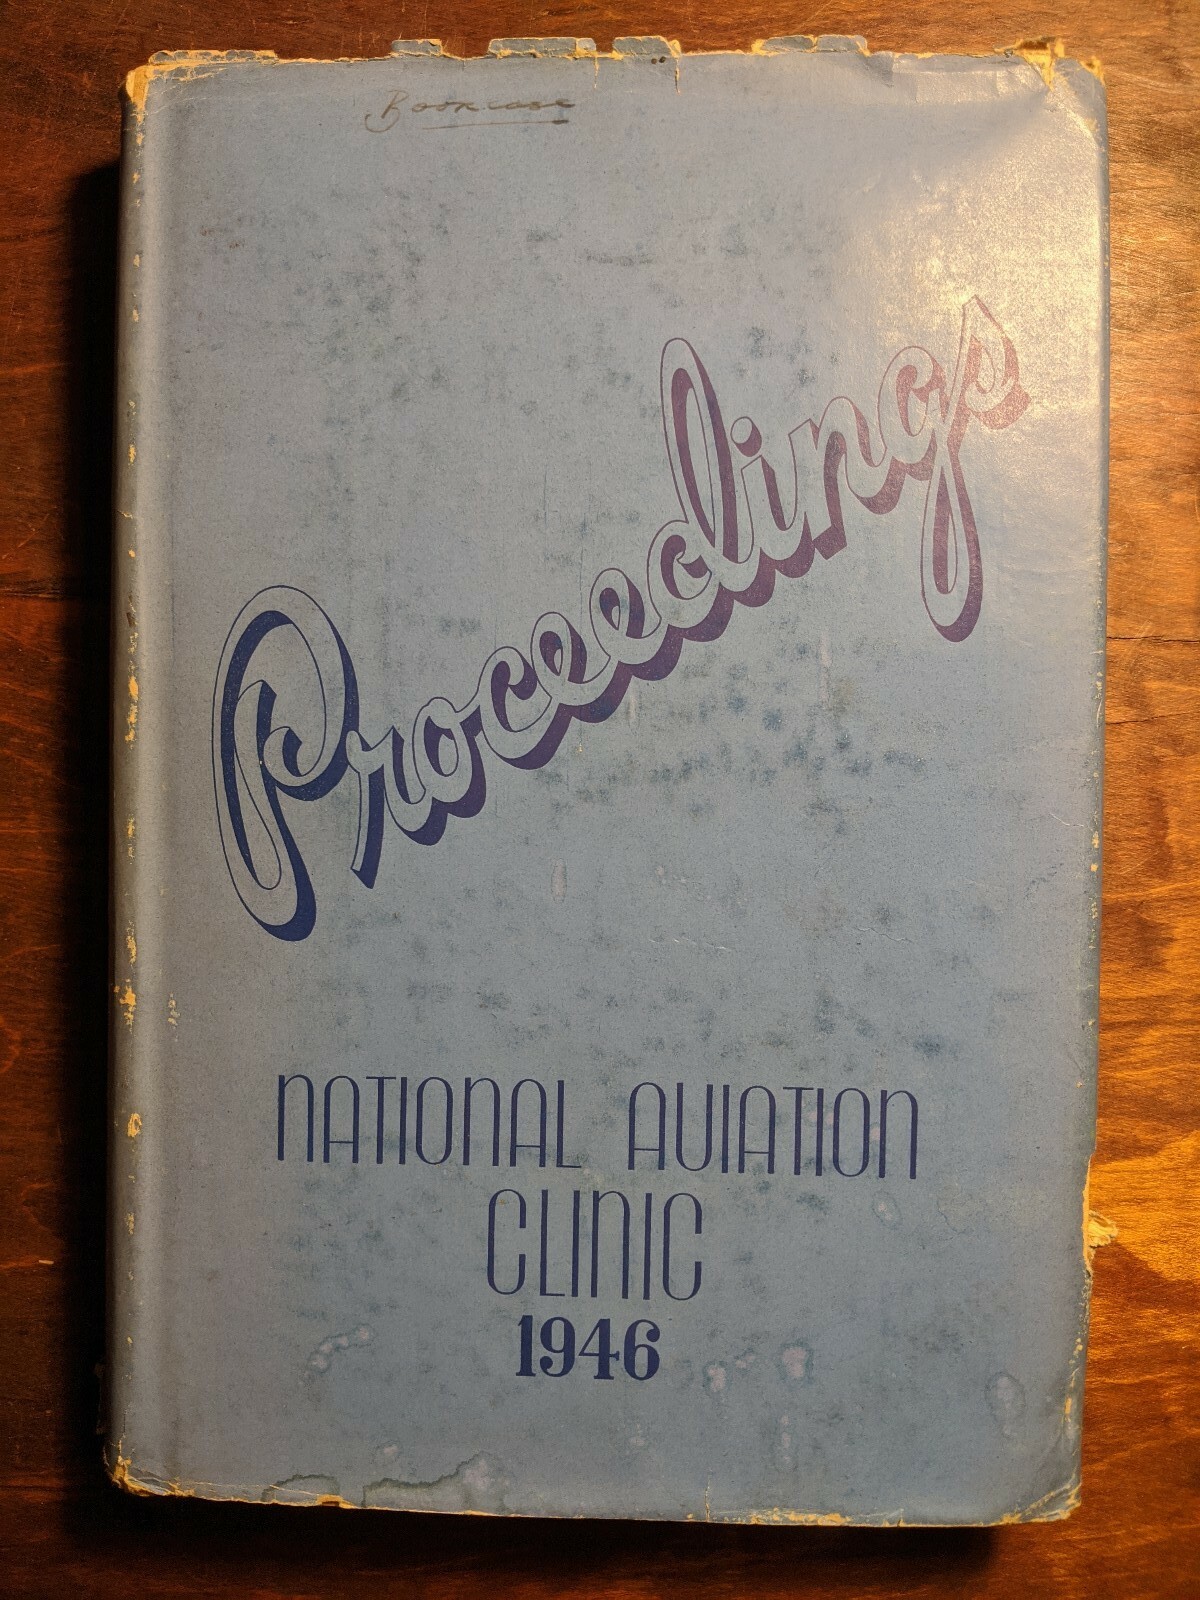 Bookcase
Proceedings
NATIONAL AVIATION
CLINIC
1946